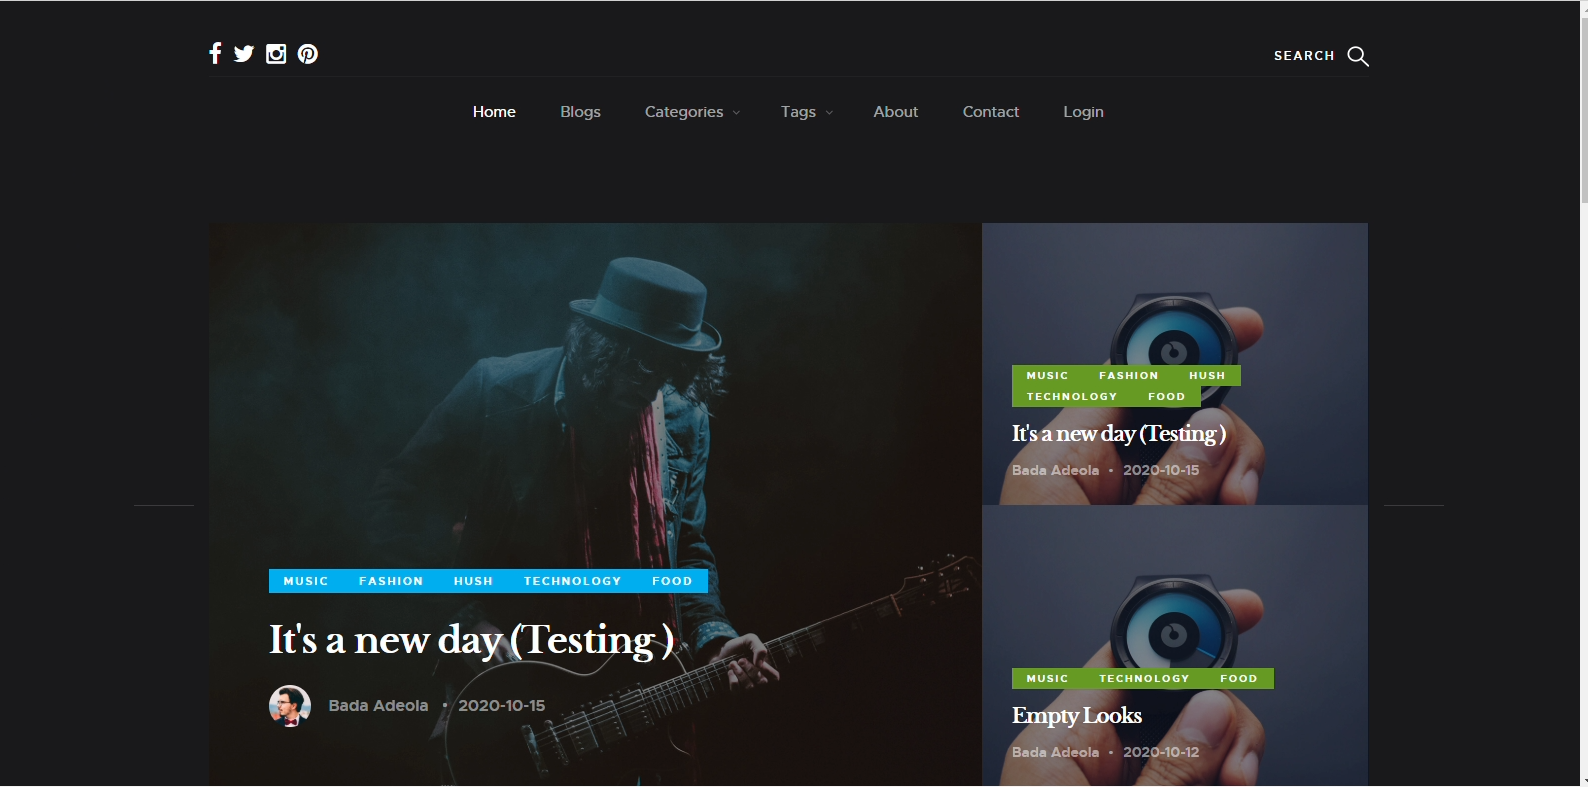 SEARCH
Home Blogs Categories Tags About Contact Login
MUSIC FASHION HUSH TECHNOLOGY FOOD
It's a new day (Testing )
Bada Adeola • 2020-10-15
MUSIC FASHION HUSH
TECHNOLOGY FOOD
It's a new day (Testing )
Bada Adeola • 2020-10-15
MUSIC TECHNOLOGY FOOD
Empty Looks
Bada Adeola • 2020-10-12